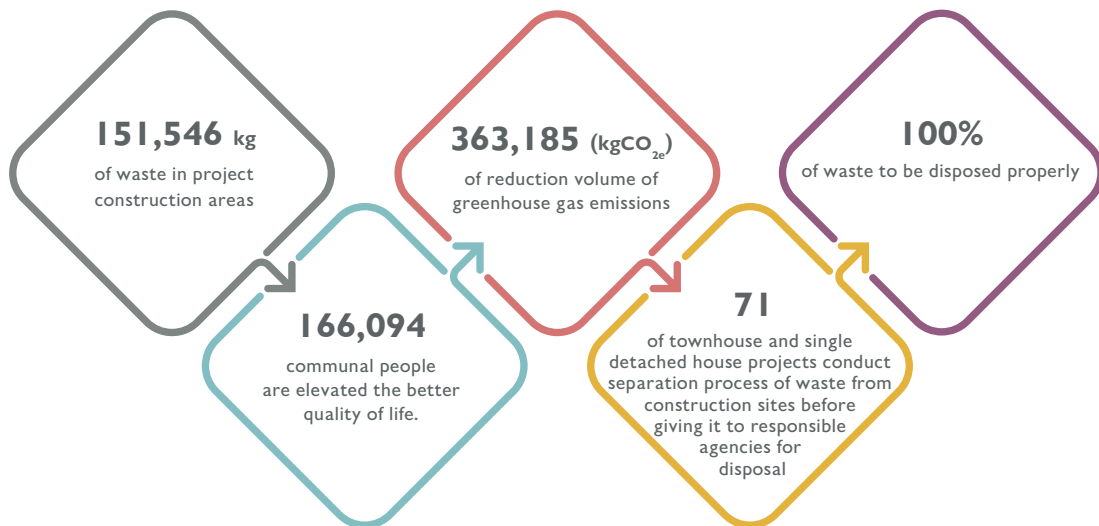 151,546 kg
of waste in project
construction areas
166,094
communal people
are elevated the better
quality of life.
363,185 (kgCO2e)
of reduction volume of
greenhouse gas emissions
71
of townhouse and single
detached house projects conduct
separation process of waste from
construction sites before
giving it to responsible
agencies for
disposal
100%
of waste to be disposed properly